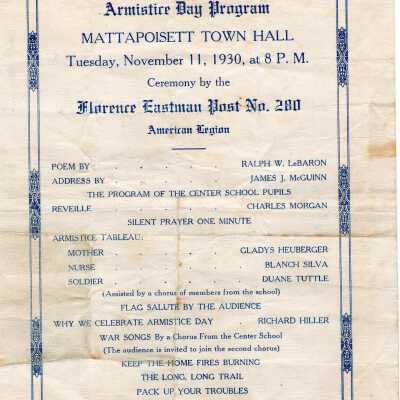 Armistice Day Program
MATTAPOISETT TOWN HALL
Tuesday, November 11, 1930, at 8 P. M.
Ceremony by the
Florence Eastman Post No. 280
American Legion
POEM BY . . . . . RALPH W. LeBARON
ADDRESS BY . . . . . JAMES J. McGUINN
THE PROGRAM OF THE CENTER SCHOOL PUPILS
REVEILLE . . . . . CHARLES MORGAN
SILENT PRAYER ONE MINUTE
ARMISTICE TABLEAU:
MOTHER . . . . . GLADYS HEUBERGER
NURSE . . . . . BLANCH SILVA
SOLDIER . . . . . DUANE TUTTLE
(Assisted by a chorus of members from the school)
FLAG SALUTE BY THE AUDIENCE
WHY WE CELEBRATE ARMISTICE DAY . . RICHARD HILLER
WAR SONGS By a Chorus From the Center School
(The audience is invited to join the second chorus)
KEEP THE HOME FIRES BURNING
THE LONG, LONG TRAIL
PACK UP YOUR TROUBLES